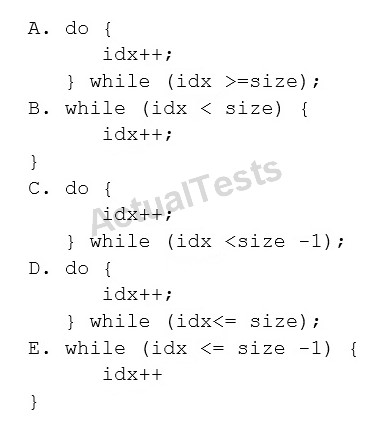 A. do {
idx++;
} while (idx >=size);
B. while (idx < size) {
idx++;
}
C. do {
idx++;
} while (idx <size -1);
D. do {
idx++;
} while (idx<= size);
E. while (idx <= size -1) {
idx++
}
ActualTests